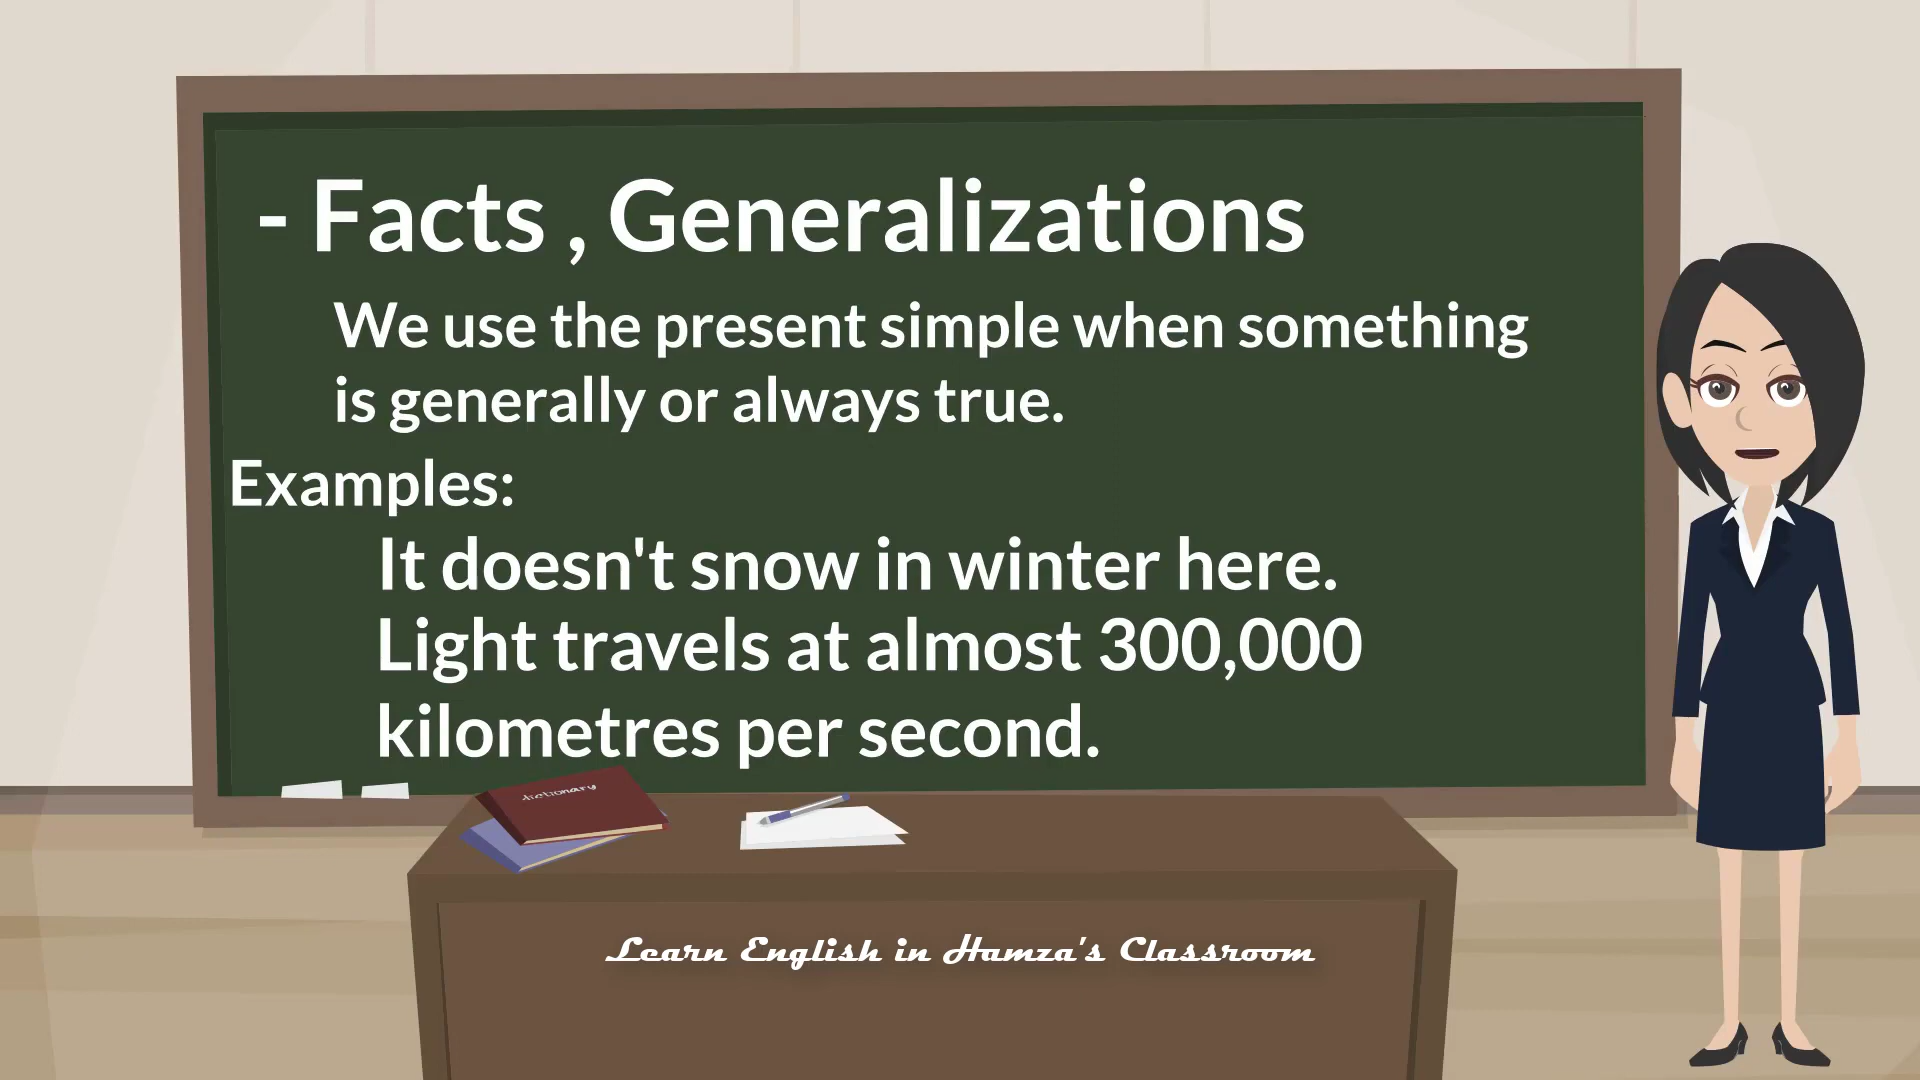 - Facts , Generalizations
We use the present simple when something
is generally or always true.
Examples:
It doesn't snow in winter here.
Light travels at almost 300,000
kilometres per second.
dictionary
Learn English in Hamza's Classroom